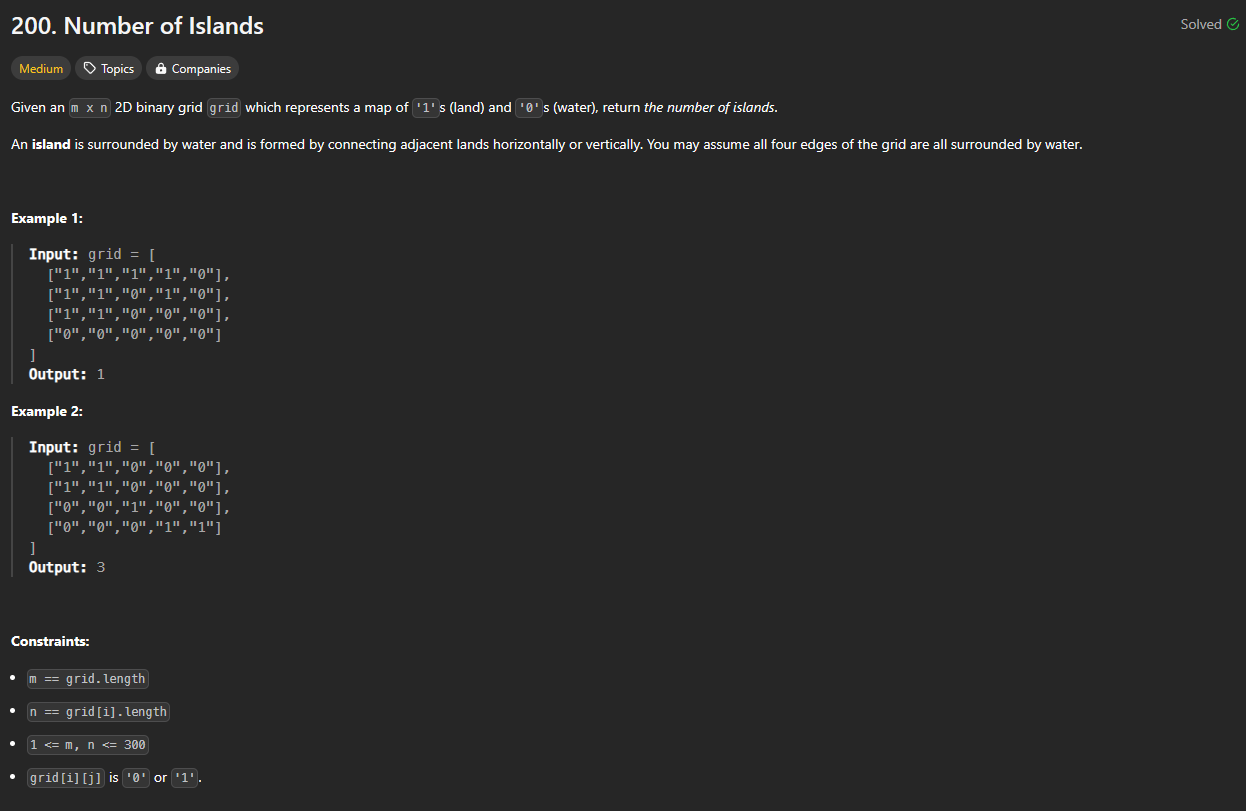 200. Number of Islands
Solved
Medium Topics Companies
Given an m x n 2D binary grid grid which represents a map of '1's (land) and '0's (water), return the number of islands.
An island is surrounded by water and is formed by connecting adjacent lands horizontally or vertically. You may assume all four edges of the grid are all surrounded by water.
Example 1:
Input: grid = [
["1","1","1","1","0"],
["1","1","0","1","0"],
["1","1","0","0","0"],
["0","0","0","0","0"]
]
Output: 1
Example 2:
Input: grid = [
["1","1","0","0","0"],
["1","1","0","0","0"],
["0","0","1","0","0"],
["0","0","0","1","1"]
]
Output: 3
Constraints:
• m == grid.length
• n == grid[i].length
• 1 <= m, n <= 300
• grid[i][j] is '0' or '1'.